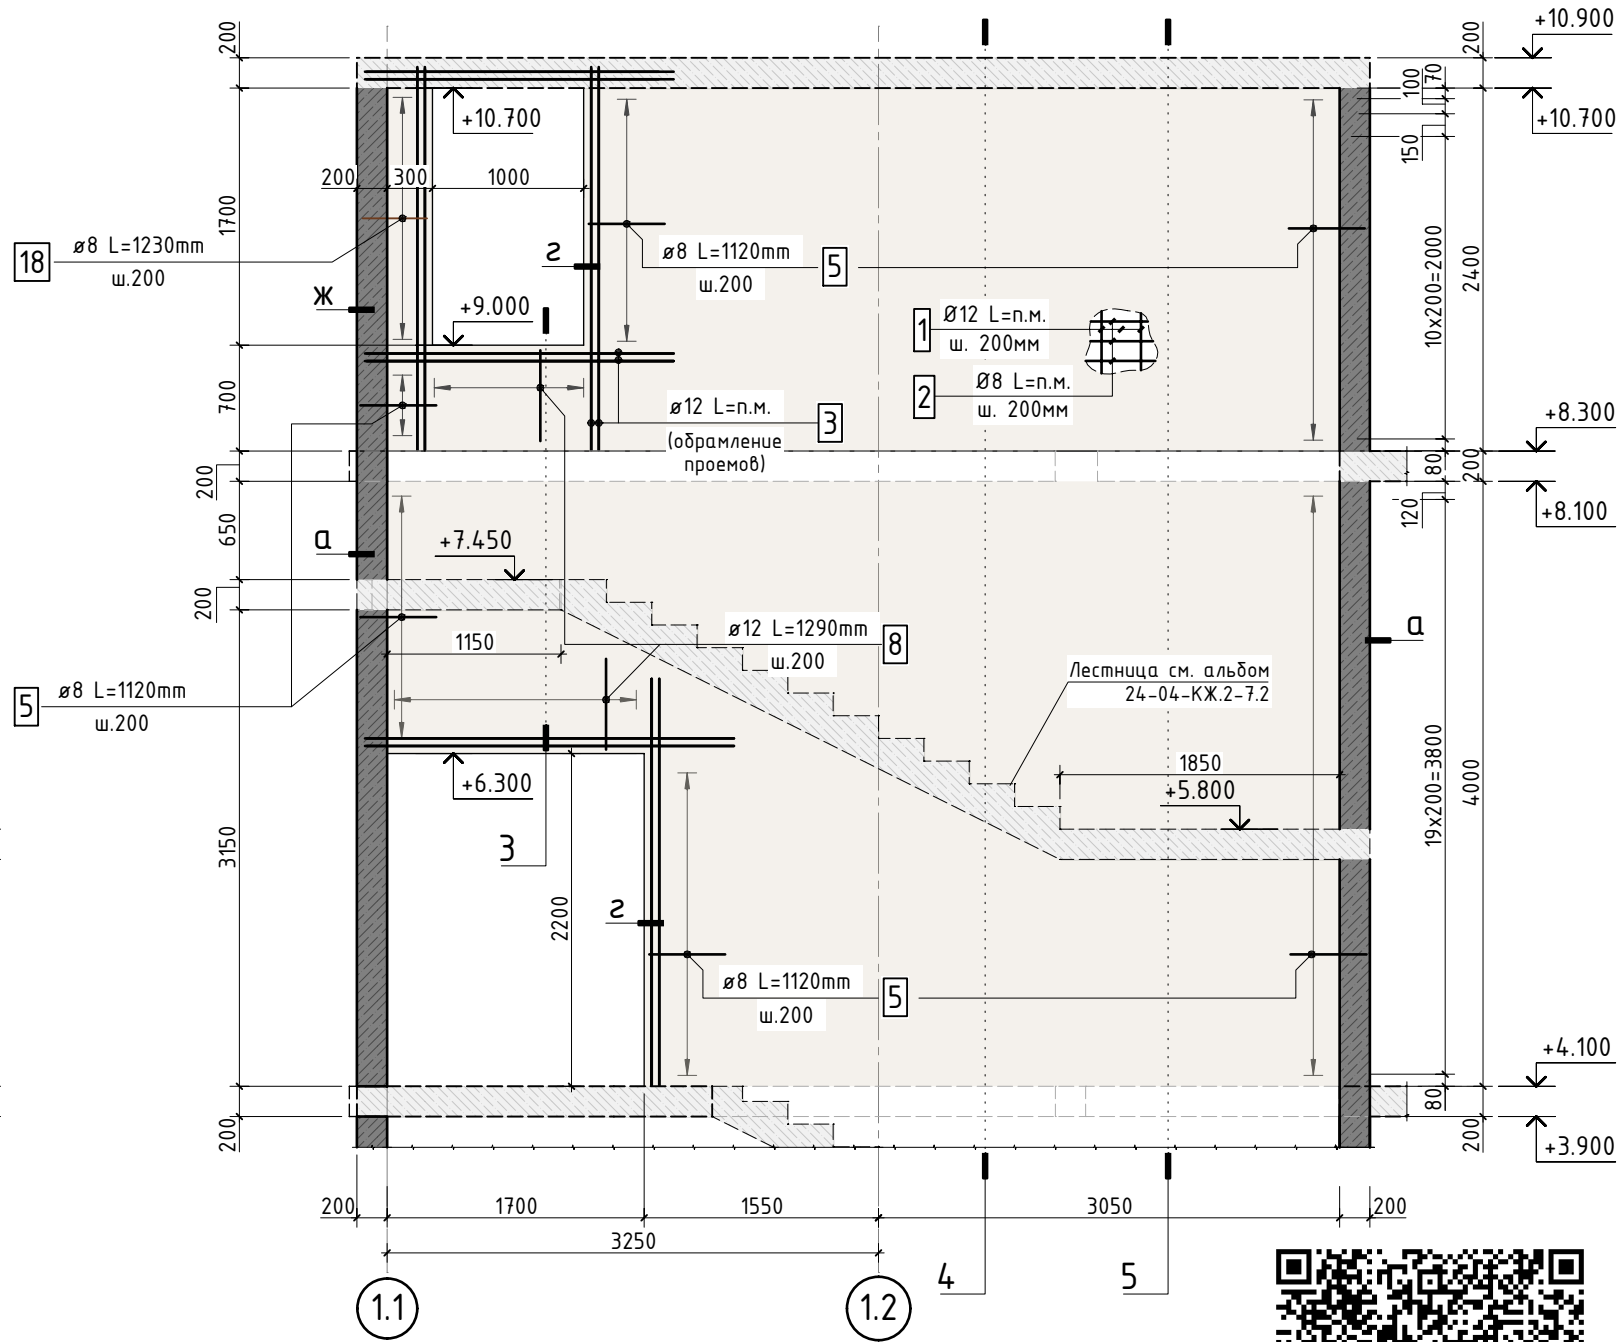 +10.900
200
200
100
70
+10.700
+10.700
150
200
300
1000
1700
ø8 L=1230mm
18
ш.200
г
ø8 L=1120mm
5
ш.200
10x200=2000
2400
ж
+9.000
1
Ø12 L=п.м.
ш. 200мм
2
Ø8 L=п.м.
ш. 200мм
700
ø12 L=п.м.
3
(обрамление
проемов)
+8.300
200
80
200
650
+8.100
120
а
+7.450
200
ø12 L=1290mm
8
ш.200
а
1150
Лестница см. альбом
24-04-КЖ.2-7.2
ø8 L=1120mm
5
ш.200
1850
+6.300
+5.800
19x200=3800
4000
3150
3
г
2200
ø8 L=1120mm
5
ш.200
+4.100
200
80
200
+3.900
200
1700
1550
3050
200
3250
4
5
1.1
1.2